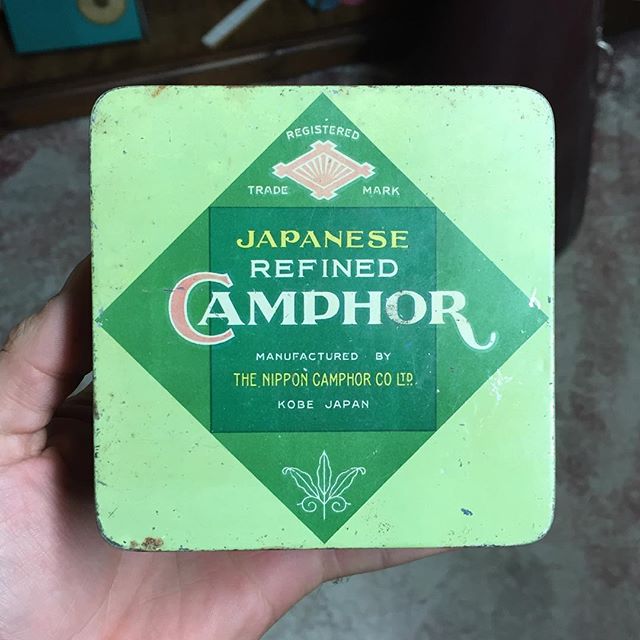 REGISTERED
TRADE MARK
JAPANESE
REFINED
CAMPHOR
MANUFACTURED BY
THE NIPPON CAMPHOR CO LTD.
KOBE JAPAN